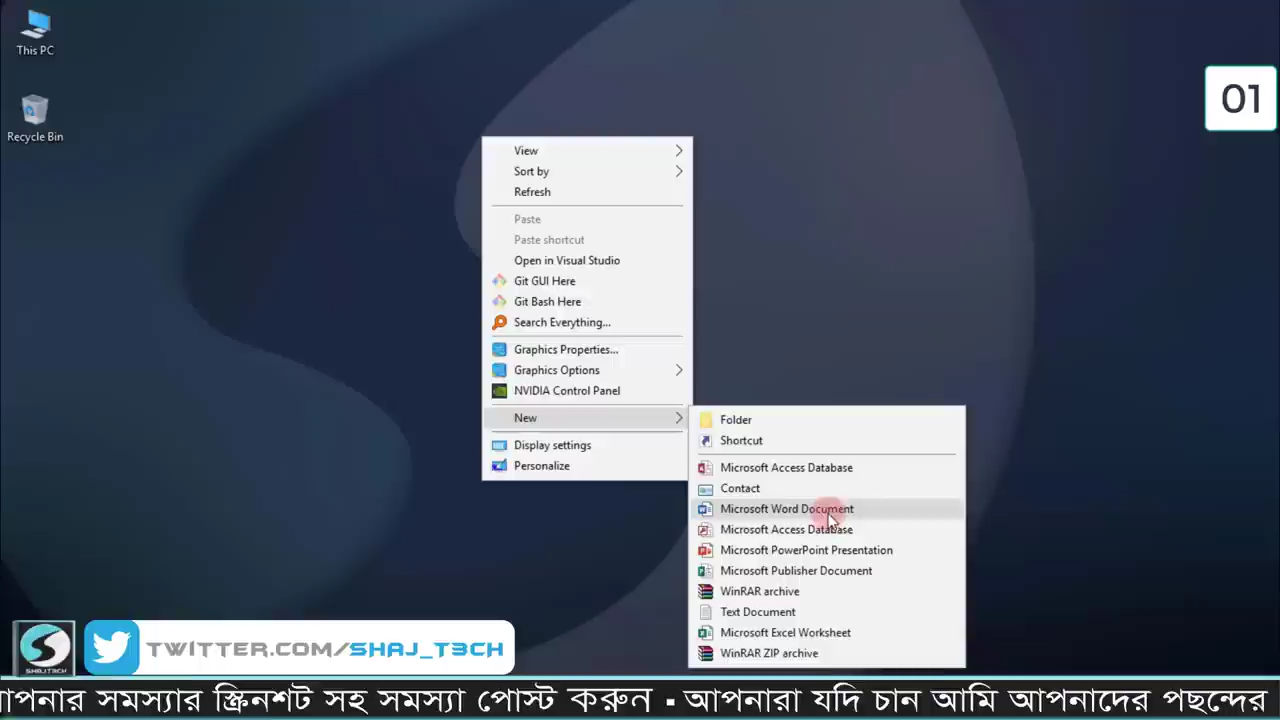 This PC
Recycle Bin
01
View
Sort by
Refresh
Paste
Paste shortcut
Open in Visual Studio
Git GUI Here
Git Bash Here
Search Everything...
Graphics Properties...
Graphics Options
NVIDIA Control Panel
New
Display settings
Personalize
Folder
Shortcut
Microsoft Access Database
Contact
Microsoft Word Document
Microsoft Access Database
Microsoft PowerPoint Presentation
Microsoft Publisher Document
WinRAR archive
Text Document
Microsoft Excel Worksheet
WinRAR ZIP archive
SHAJTECH
TWITTER.COM/SHAJ_T3CH
আপনার সমস্যার স্ক্রিনশট সহ সমস্যা পোস্ট করুন ▪ আপনারা যদি চান আমি আপনাদের পছন্দের